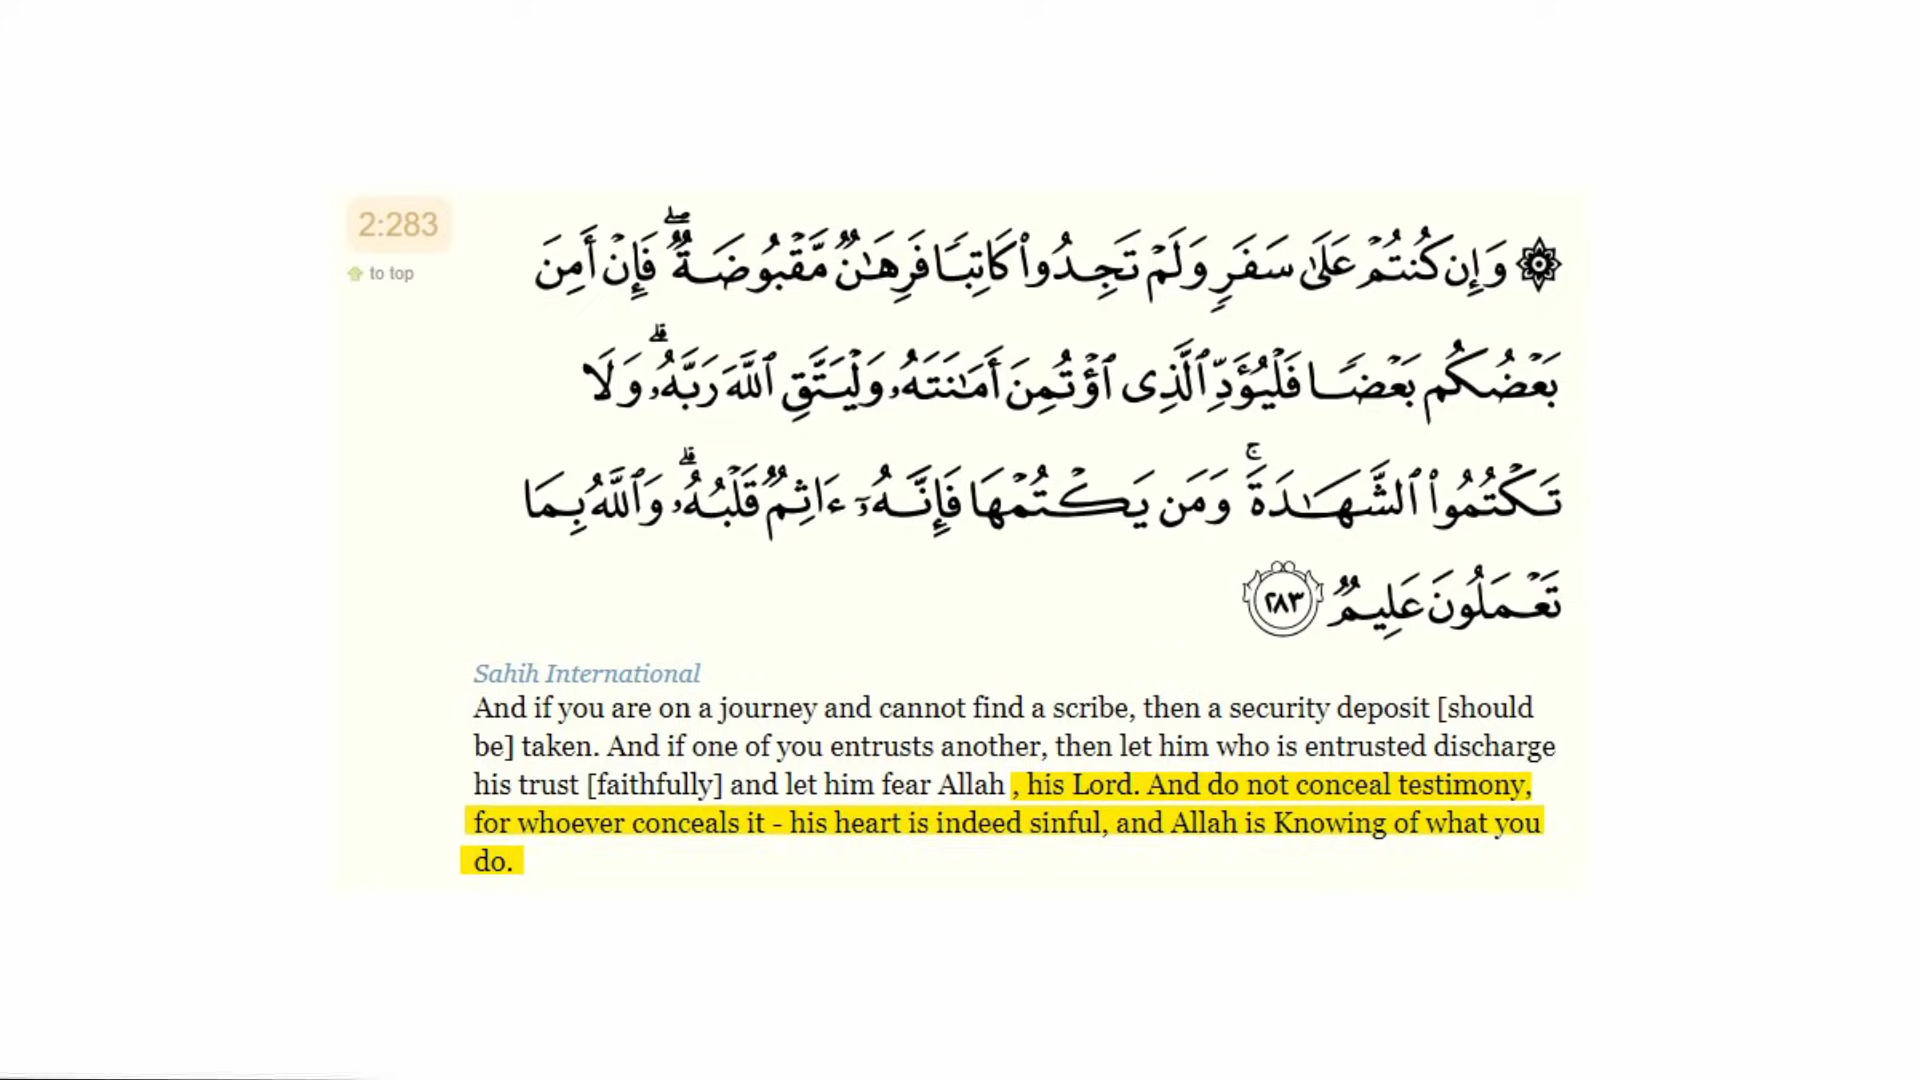 2:283
to top
۞ وَإِن كُنتُمْ عَلَىٰ سَفَرٍ وَلَمْ تَجِدُوا۟ كَاتِبًا فَرِهَـٰنٌ مَّقْبُوضَةٌ ۖ فَإِنْ أَمِنَ
بَعْضُكُم بَعْضًا فَلْيُؤَدِّ ٱلَّذِى ٱؤْتُمِنَ أَمَـٰنَتَهُۥ وَلْيَتَّقِ ٱللَّهَ رَبَّهُۥ ۗ وَلَا
تَكْتُمُوا۟ ٱلشَّهَـٰدَةَ ۚ وَمَن يَكْتُمْهَا فَإِنَّهُۥٓ ءَاثِمٌ قَلْبُهُۥ ۗ وَٱللَّهُ بِمَا
تَعْمَلُونَ عَلِيمٌ ٢٨٣
Sahih International
And if you are on a journey and cannot find a scribe, then a security deposit [should
be] taken. And if one of you entrusts another, then let him who is entrusted discharge
his trust [faithfully] and let him fear Allah , his Lord. And do not conceal testimony,
for whoever conceals it - his heart is indeed sinful, and Allah is Knowing of what you
do.